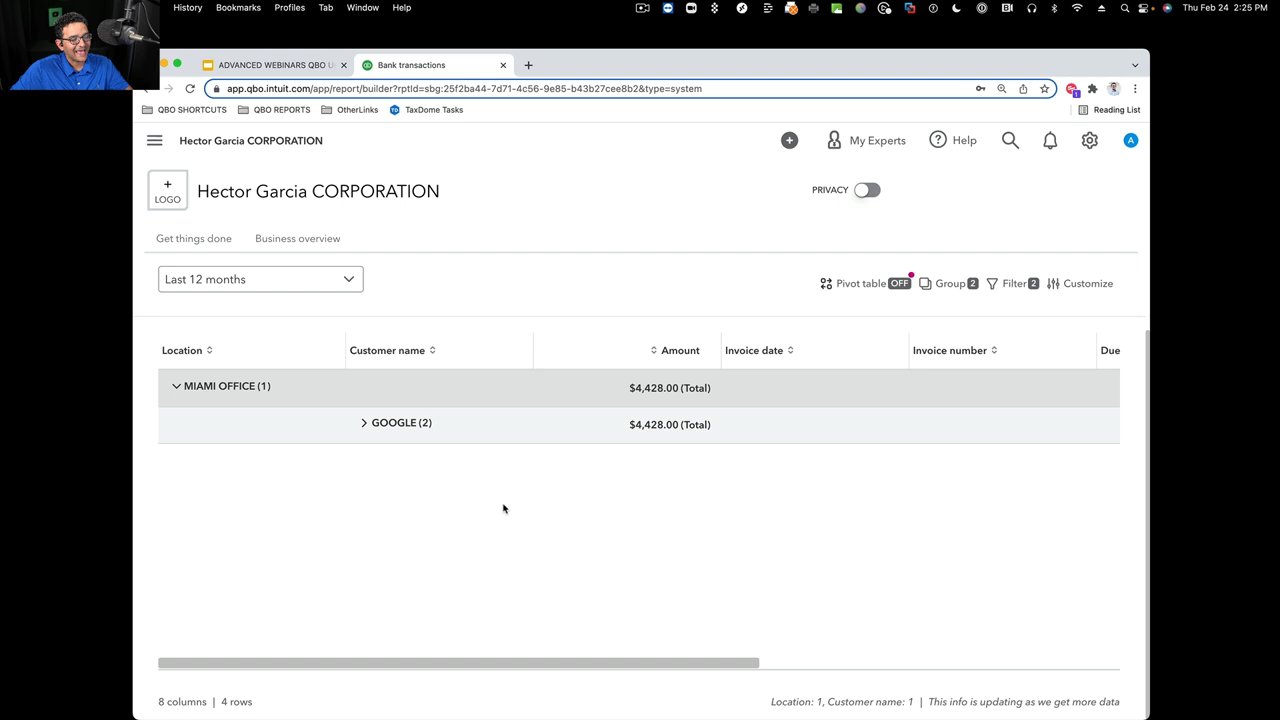 History Bookmarks Profiles Tab Window Help Thu Feb 24 2:25 PM
ADVANCED WEBINARS QBO U Bank transactions
app.qbo.intuit.com/app/report/builder?rptId=sbg:25f2ba44-7d71-4c56-9e85-b43b27cee8b2&type=system
QBO SHORTCUTS QBO REPORTS OtherLinks TaxDome Tasks Reading List
Hector Garcia CORPORATION My Experts Help A
+
LOGO
Hector Garcia CORPORATION PRIVACY
Get things done Business overview
Last 12 months Pivot table OFF Group 2 Filter 2 Customize
Location Customer name Amount Invoice date Invoice number Due
MIAMI OFFICE (1) $4,428.00 (Total)
GOOGLE (2) $4,428.00 (Total)
8 columns | 4 rows Location: 1, Customer name: 1 | This info is updating as we get more data